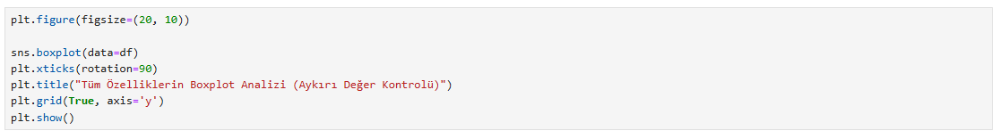 plt.figure(figsize=(20, 10))
sns.boxplot(data=df)
plt.xticks(rotation=90)
plt.title("Tüm Özelliklerin Boxplot Analizi (Aykırı Değer Kontrolü)")
plt.grid(True, axis='y')
plt.show()